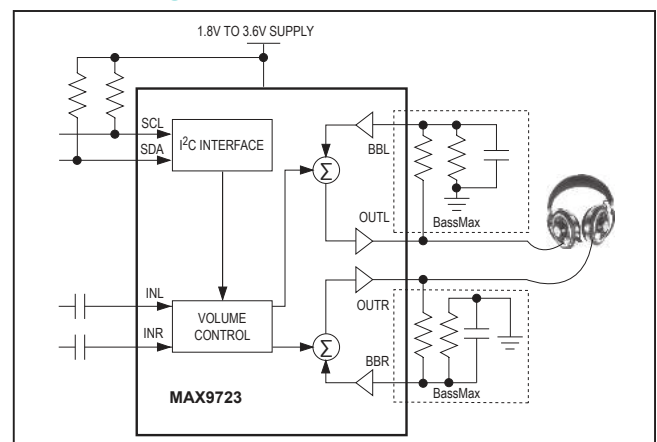 1.8V TO 3.6V SUPPLY
SCL
SDA
I²C INTERFACE
BBL
Σ
OUTL
BassMax
INL
INR
VOLUME
CONTROL
OUTR
Σ
BBR
BassMax
MAX9723